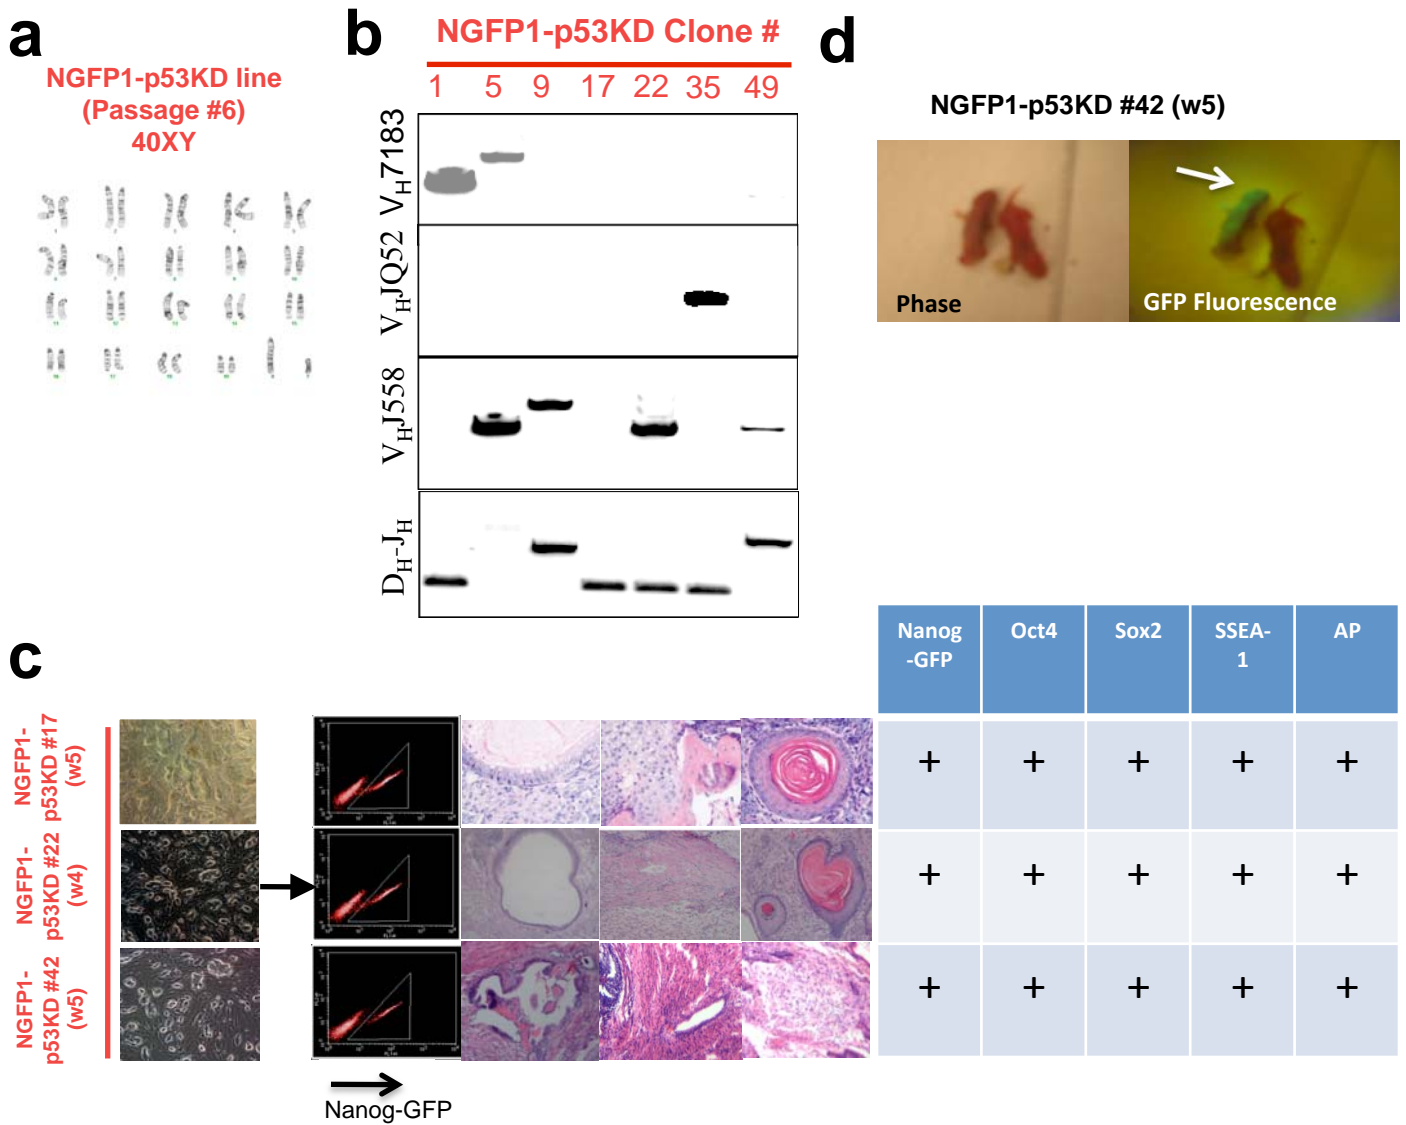 a
NGFP1-p53KD line
(Passage #6)
40XY
b
NGFP1-p53KD Clone #
1 5 9 17 22 35 49
VH7183
VHJQ52
VHJ558
DH-JH
d
NGFP1-p53KD #42 (w5)
Phase
GFP Fluorescence
c
NGFP1-
p53KD #17
(w5)
NGFP1-
p53KD #22
(w4)
NGFP1-
p53KD #42
(w5)
Nanog-GFP
Nanog
-GFP
Oct4
Sox2
SSEA-
1
AP
+ + + + +
+ + + + +
+ + + + +